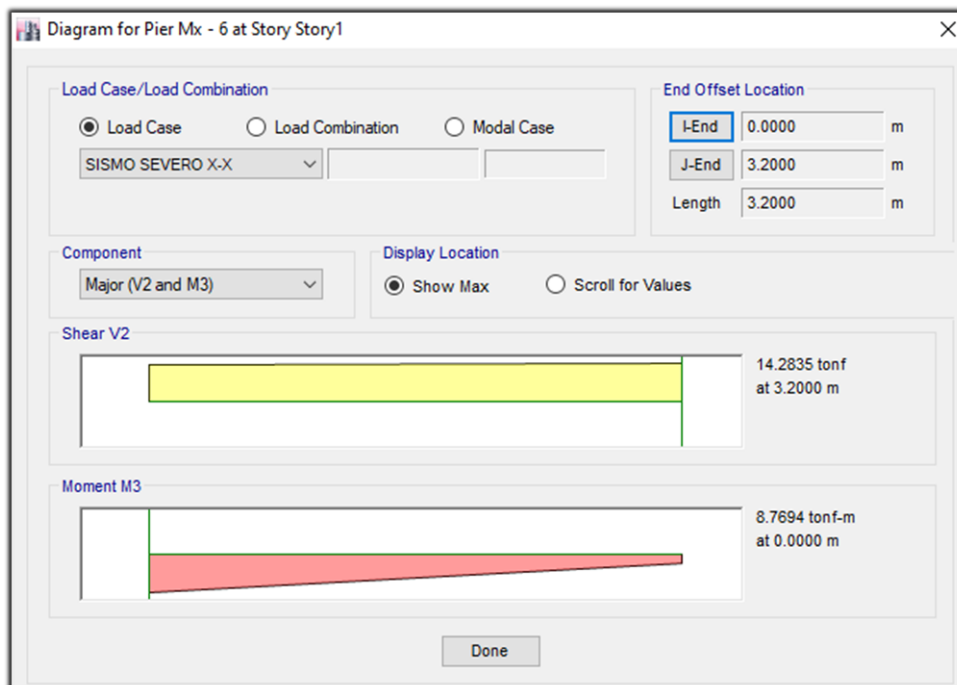 Diagram for Pier Mx - 6 at Story Story1
Load Case/Load Combination
Load Case
Load Combination
Modal Case
SISMO SEVERO X-X
End Offset Location
I-End
0.0000
m
J-End
3.2000
m
Length
3.2000
m
Component
Major (V2 and M3)
Display Location
Show Max
Scroll for Values
Shear V2
14.2835 tonf
at 3.2000 m
Moment M3
8.7694 tonf-m
at 0.0000 m
Done